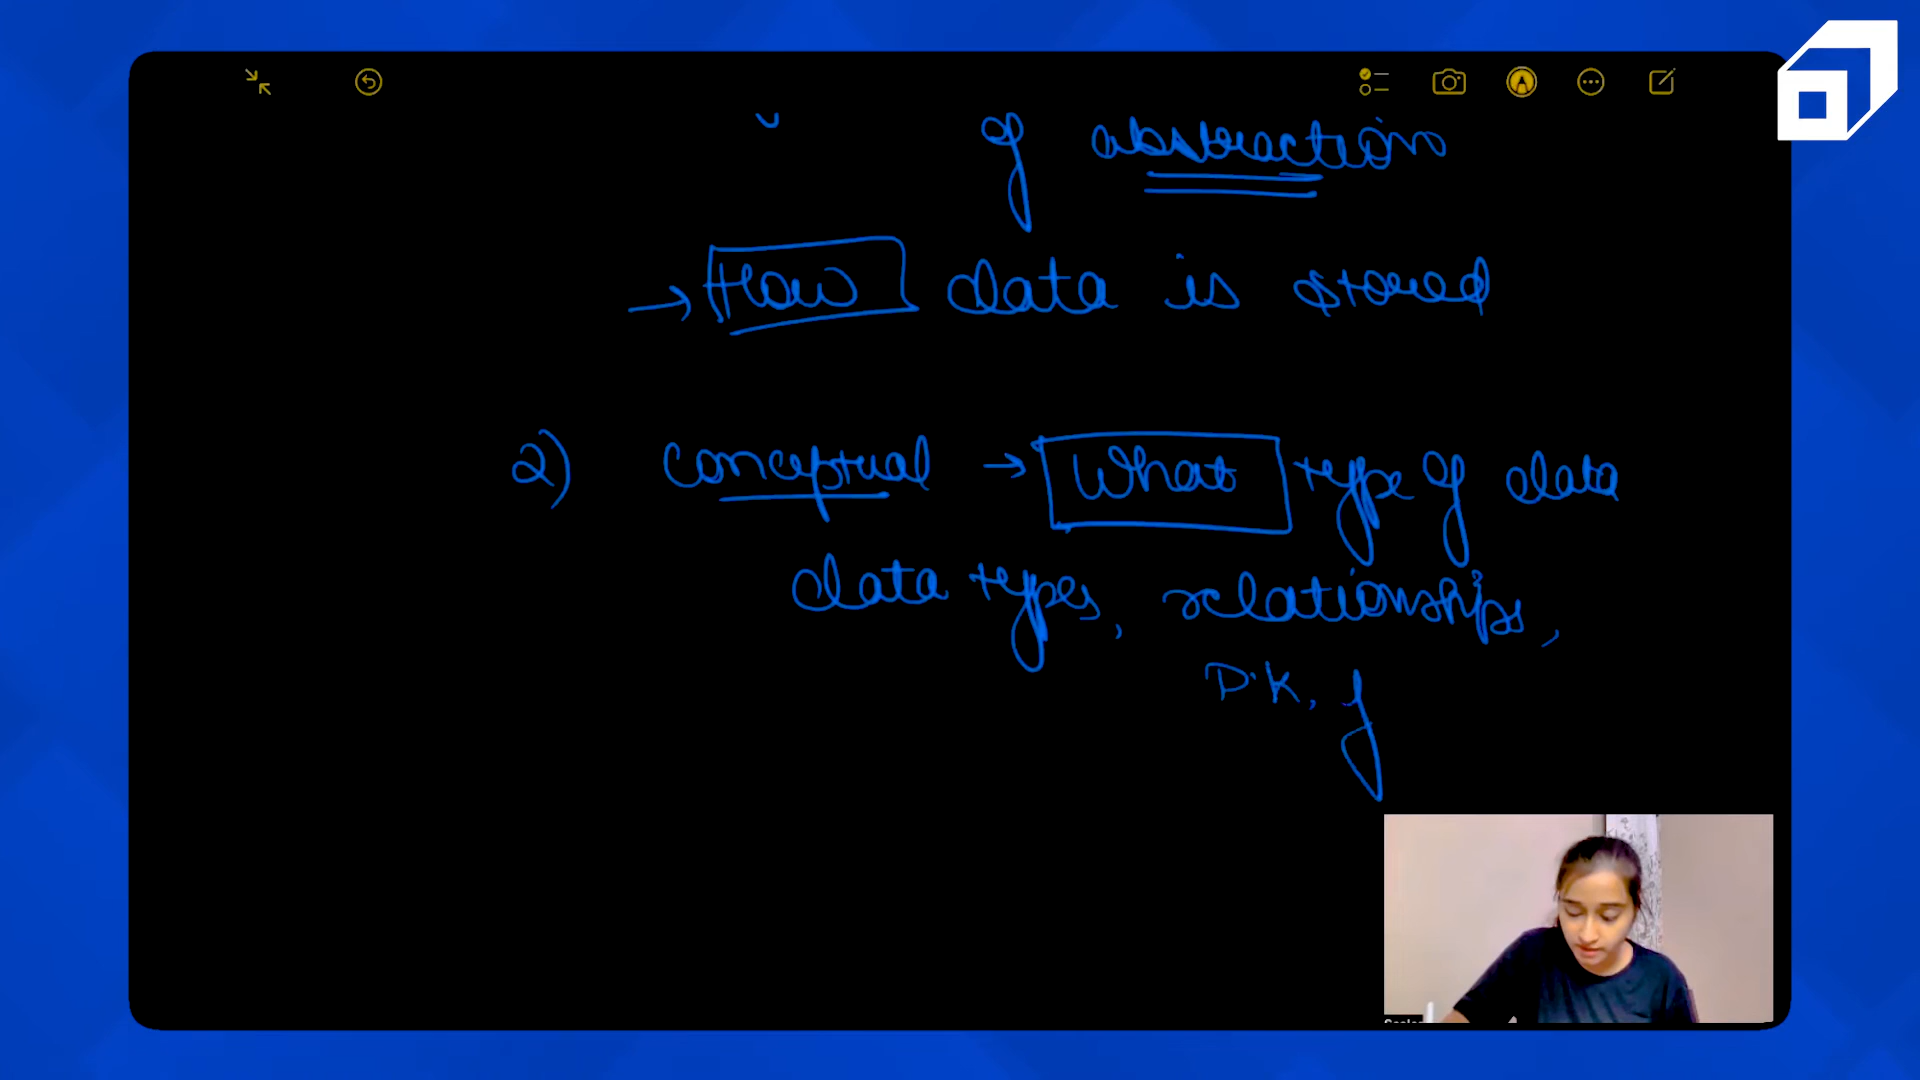 of abstraction
→ How data is stored
2) conceptual → What type of data
data types, relationships,
P.K, f